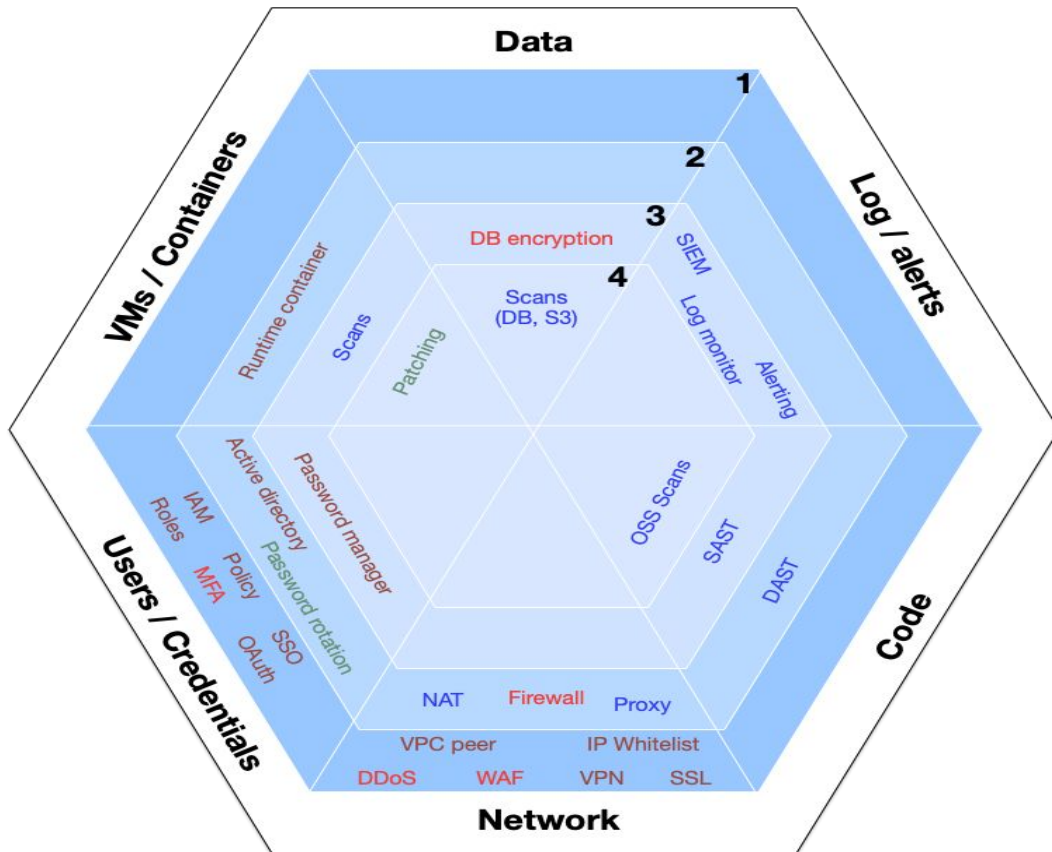 Data
1
2
3
4
VMs / Containers
Log / alerts
DB encryption
Scans
(DB, S3)
SIEM
Log monitor
Alerting
Runtime container
Scans
Patching
Active directory
Password manager
IAM
Roles
Policy
MFA
Password rotation
SSO
OAuth
Users / Credentials
OSS Scans
SAST
DAST
Code
NAT
Firewall
Proxy
VPC peer
IP Whitelist
DDoS
WAF
VPN
SSL
Network